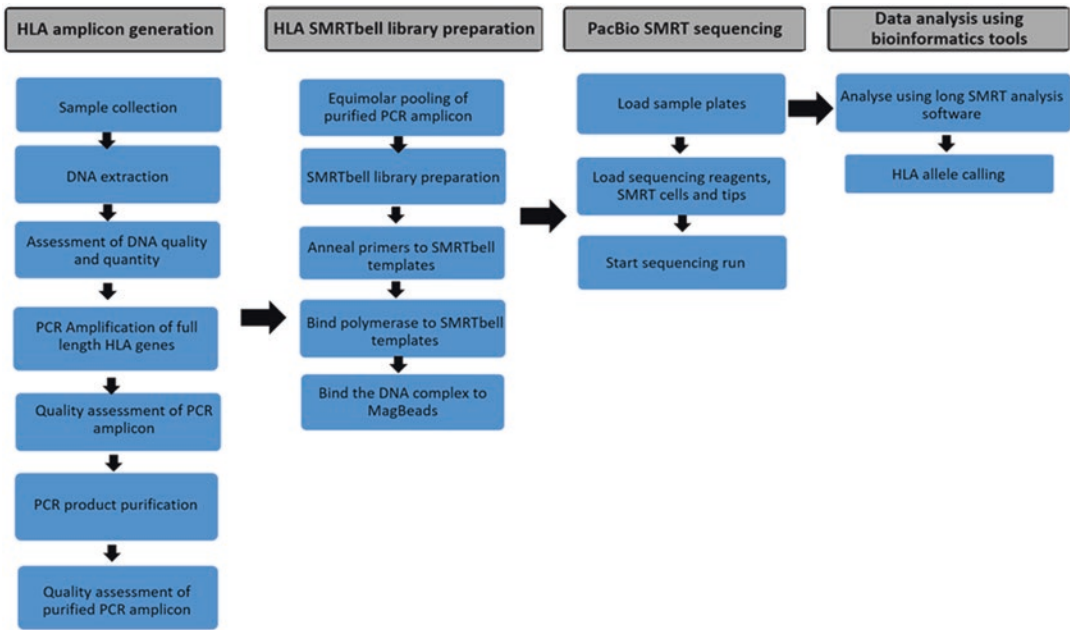 HLA amplicon generation
Sample collection
DNA extraction
Assessment of DNA quality
and quantity
PCR Amplification of full
length HLA genes
Quality assessment of PCR
amplicon
PCR product purification
Quality assessment of
purified PCR amplicon
HLA SMRTbell library preparation
Equimolar pooling of
purified PCR amplicon
SMRTbell library preparation
Anneal primers to SMRTbell
templates
Bind polymerase to SMRTbell
templates
Bind the DNA complex to
MagBeads
PacBio SMRT sequencing
Load sample plates
Load sequencing reagents,
SMRT cells and tips
Start sequencing run
Data analysis using
bioinformatics tools
Analyse using long SMRT analysis
software
HLA allele calling